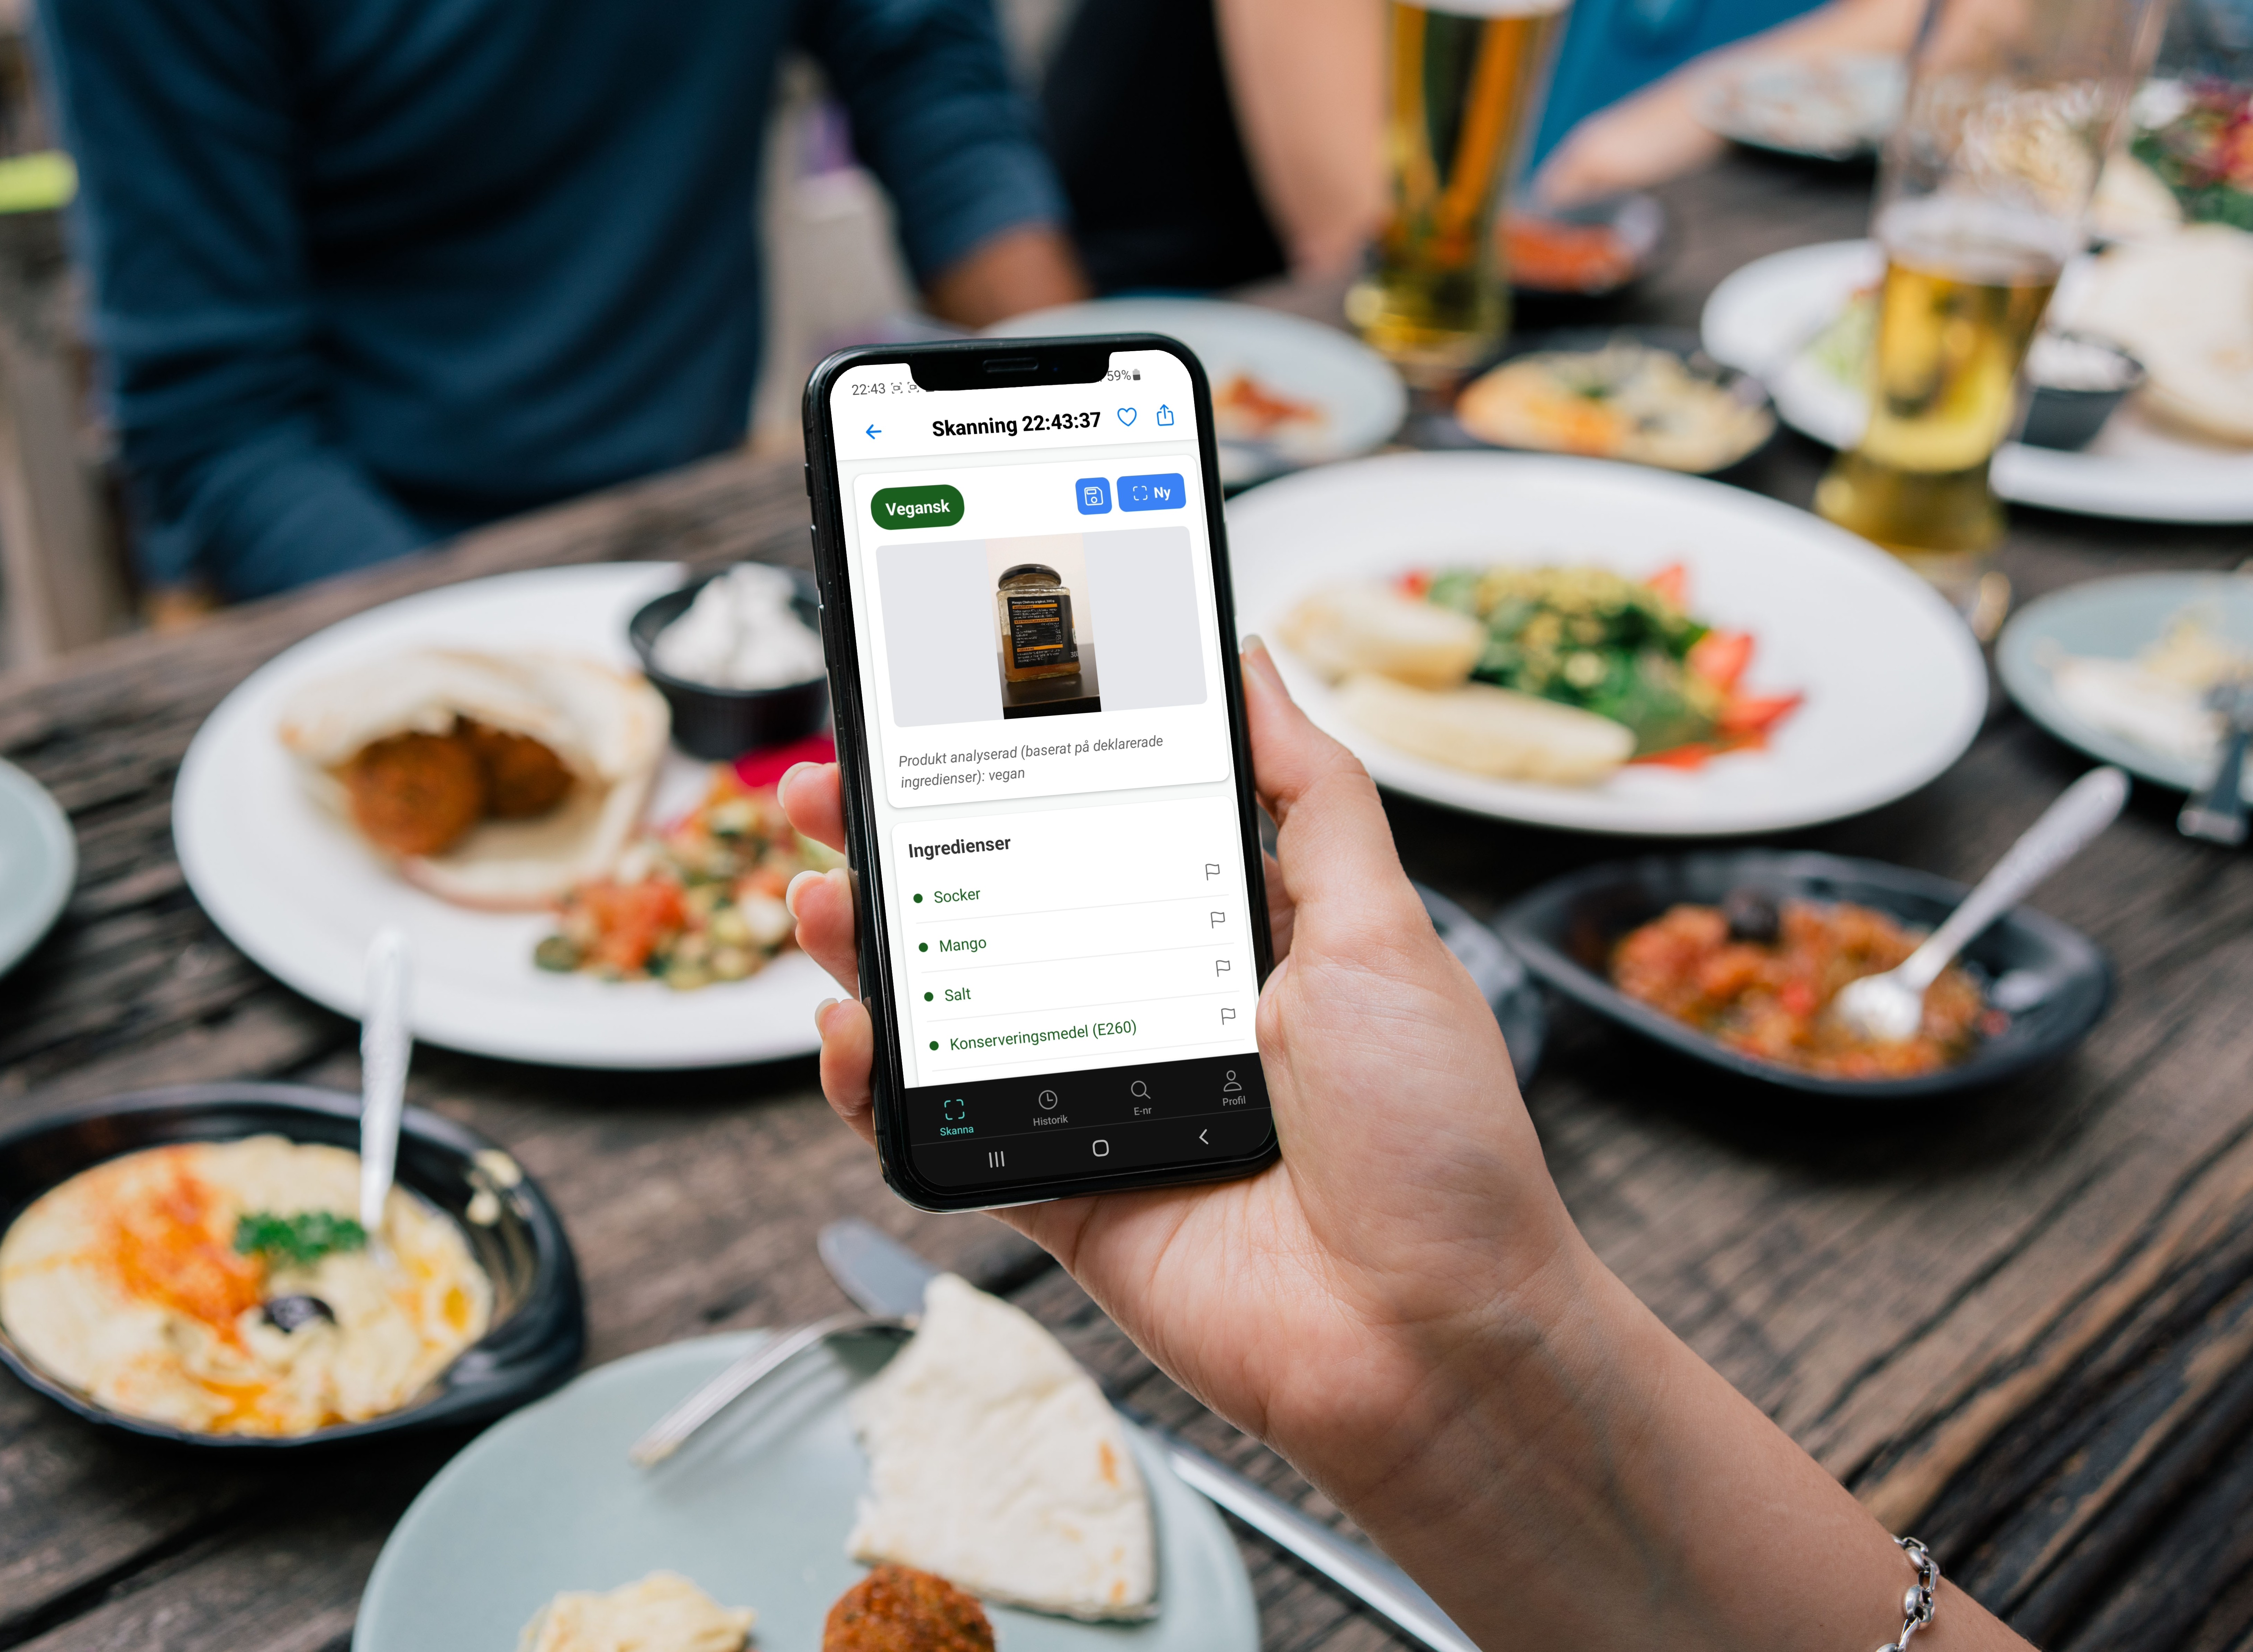 22:43 59%
Skanning 22:43:37
Vegansk
Ny
Produkt analyserad (baserat på deklarerade
ingredienser): vegan
Ingredienser
Socker
Mango
Salt
Konserveringsmedel (E260)
Skanna Historik E-nr Profil